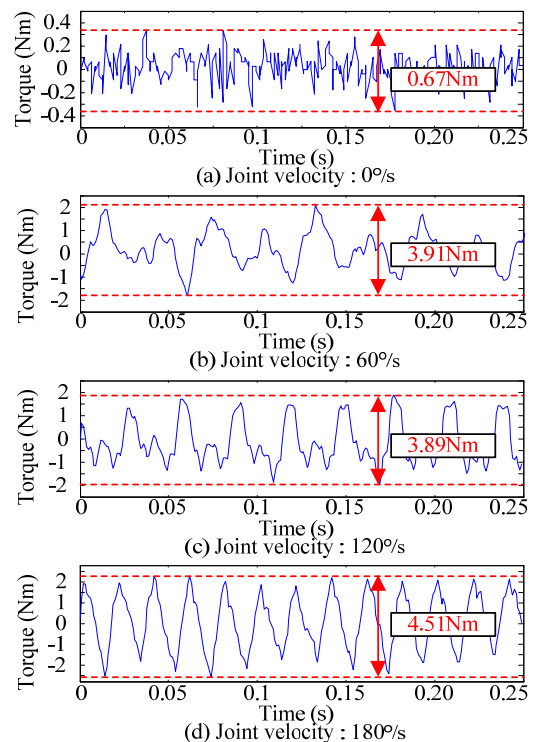 Torque (Nm)
0.4
0.2
0
-0.2
-0.4
0.67Nm
0 0.05 0.1 0.15 0.20 0.25
Time (s)
(a) Joint velocity : 0°/s
Torque (Nm)
2
1
0
-1
-2
3.91Nm
0 0.05 0.1 0.15 0.20 0.25
Time (s)
(b) Joint velocity : 60°/s
Torque (Nm)
2
1
0
-1
-2
3.89Nm
0 0.05 0.1 0.15 0.20 0.25
Time (s)
(c) Joint velocity : 120°/s
Torque (Nm)
2
1
0
-1
-2
4.51Nm
0 0.05 0.1 0.15 0.20 0.25
Time (s)
(d) Joint velocity : 180°/s